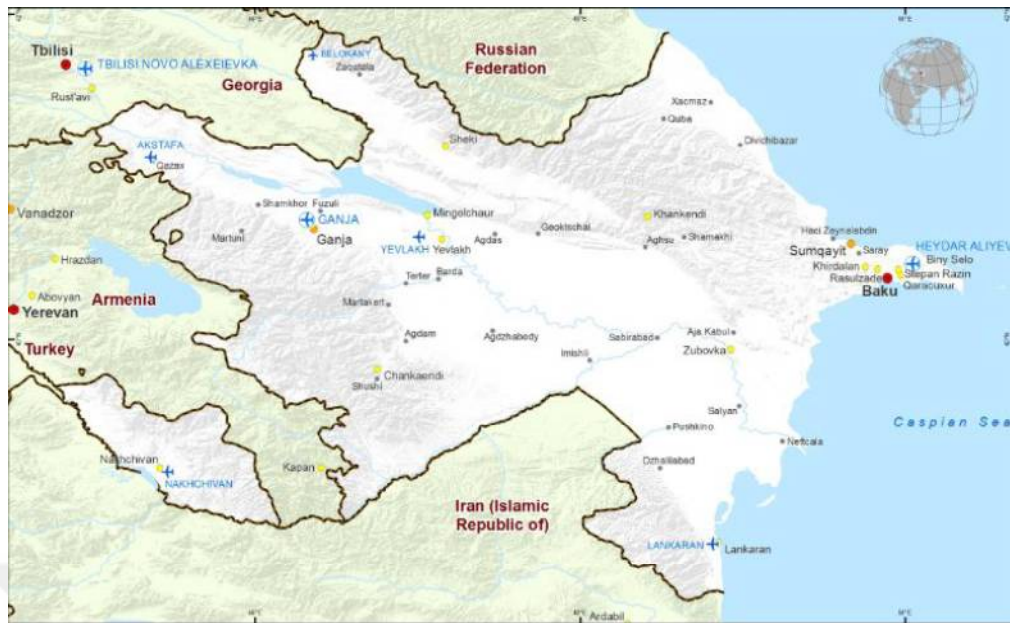 Tbilisi
TBILISI NOVO ALEXEIEVKA
Rust'avi
Georgia
BELOKANY
Zacatala
Russian
Federation
Xacmaz
Quba
Divichibazar
AKSTAFA
Qazax
Sheki
Vanadzor
Shamkhor
Fuzuli
GANJA
Ganja
Martuni
Mingelchaur
YEVLAKH
Yevlakh
Agdas
Geoktschai
Khankendi
Aghsu
Shamakhi
Haci Zeynalabdin
Sumqayit
Saray
HEYDAR ALIYEV
Biny Selo
Khirdalan
Stepan Razin
Rasulzade
Qaracuxur
Baku
Hrazdan
Abovyan
Armenia
Yerevan
Turkey
Terter
Barda
Martakert
Agdam
Agdzhabedy
Imishli
Sabirabad
Aja Kabul
Zubovka
Chankaendi
Shushi
Salyan
Pushkino
Neftcala
Caspian Sea
Dzhalilabad
Nakhchivan
NAKHCHIVAN
Kapan
Iran (Islamic
Republic of)
LANKARAN
Lankaran
Ardabil